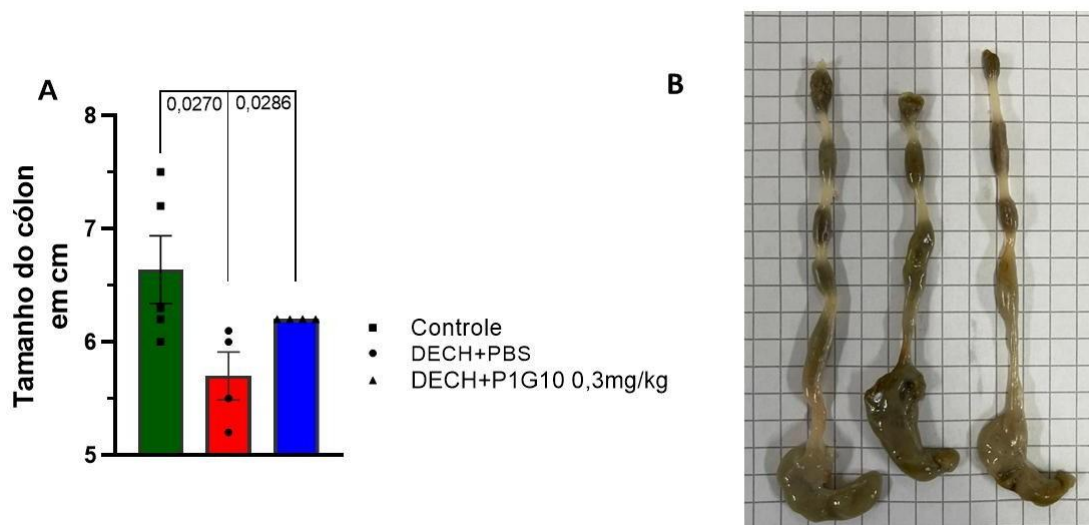 A
B
0,0270
0,0286
8
7
6
5
Tamanho do cólon
em cm
Controle
DECH+PBS
DECH+P1G10 0,3mg/kg